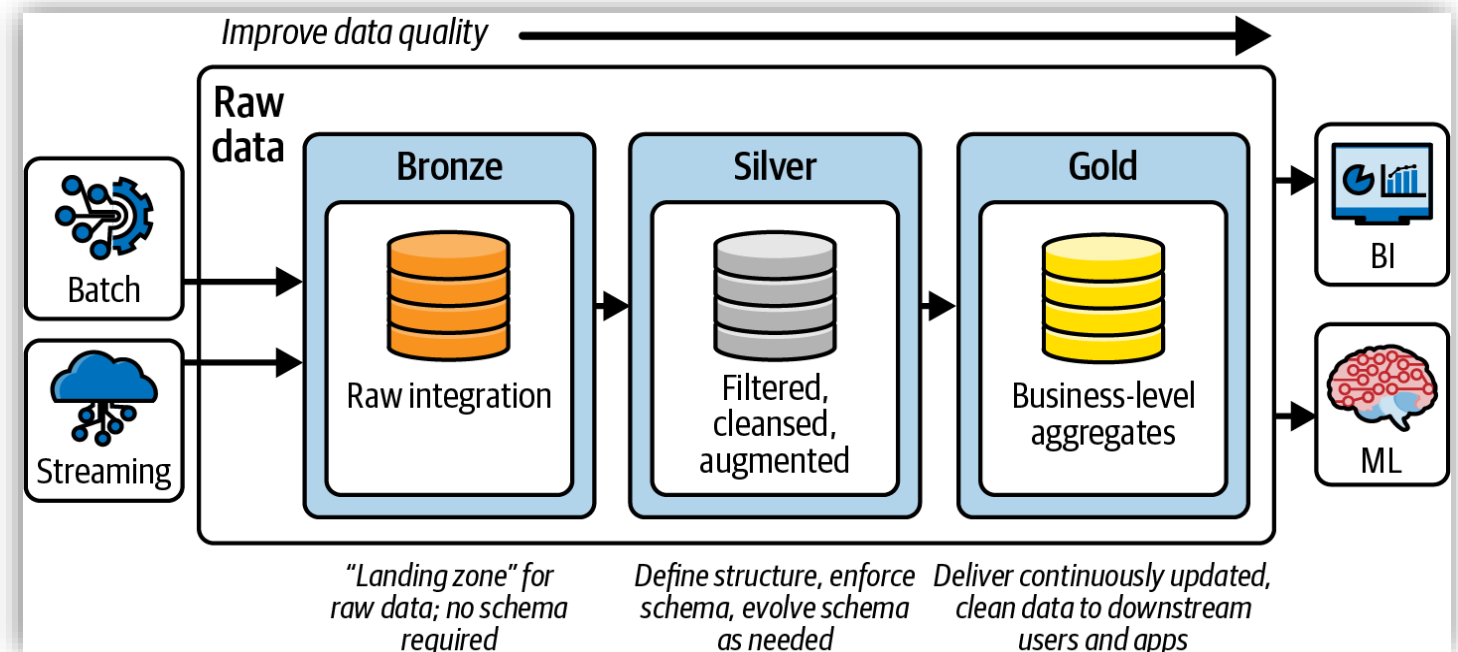 Improve data quality
Raw
data
Batch
Streaming
Bronze
Raw integration
Silver
Filtered,
cleansed,
augmented
Gold
Business-level
aggregates
BI
ML
“Landing zone” for
raw data; no schema
required
Define structure, enforce
schema, evolve schema
as needed
Deliver continuously updated,
clean data to downstream
users and apps